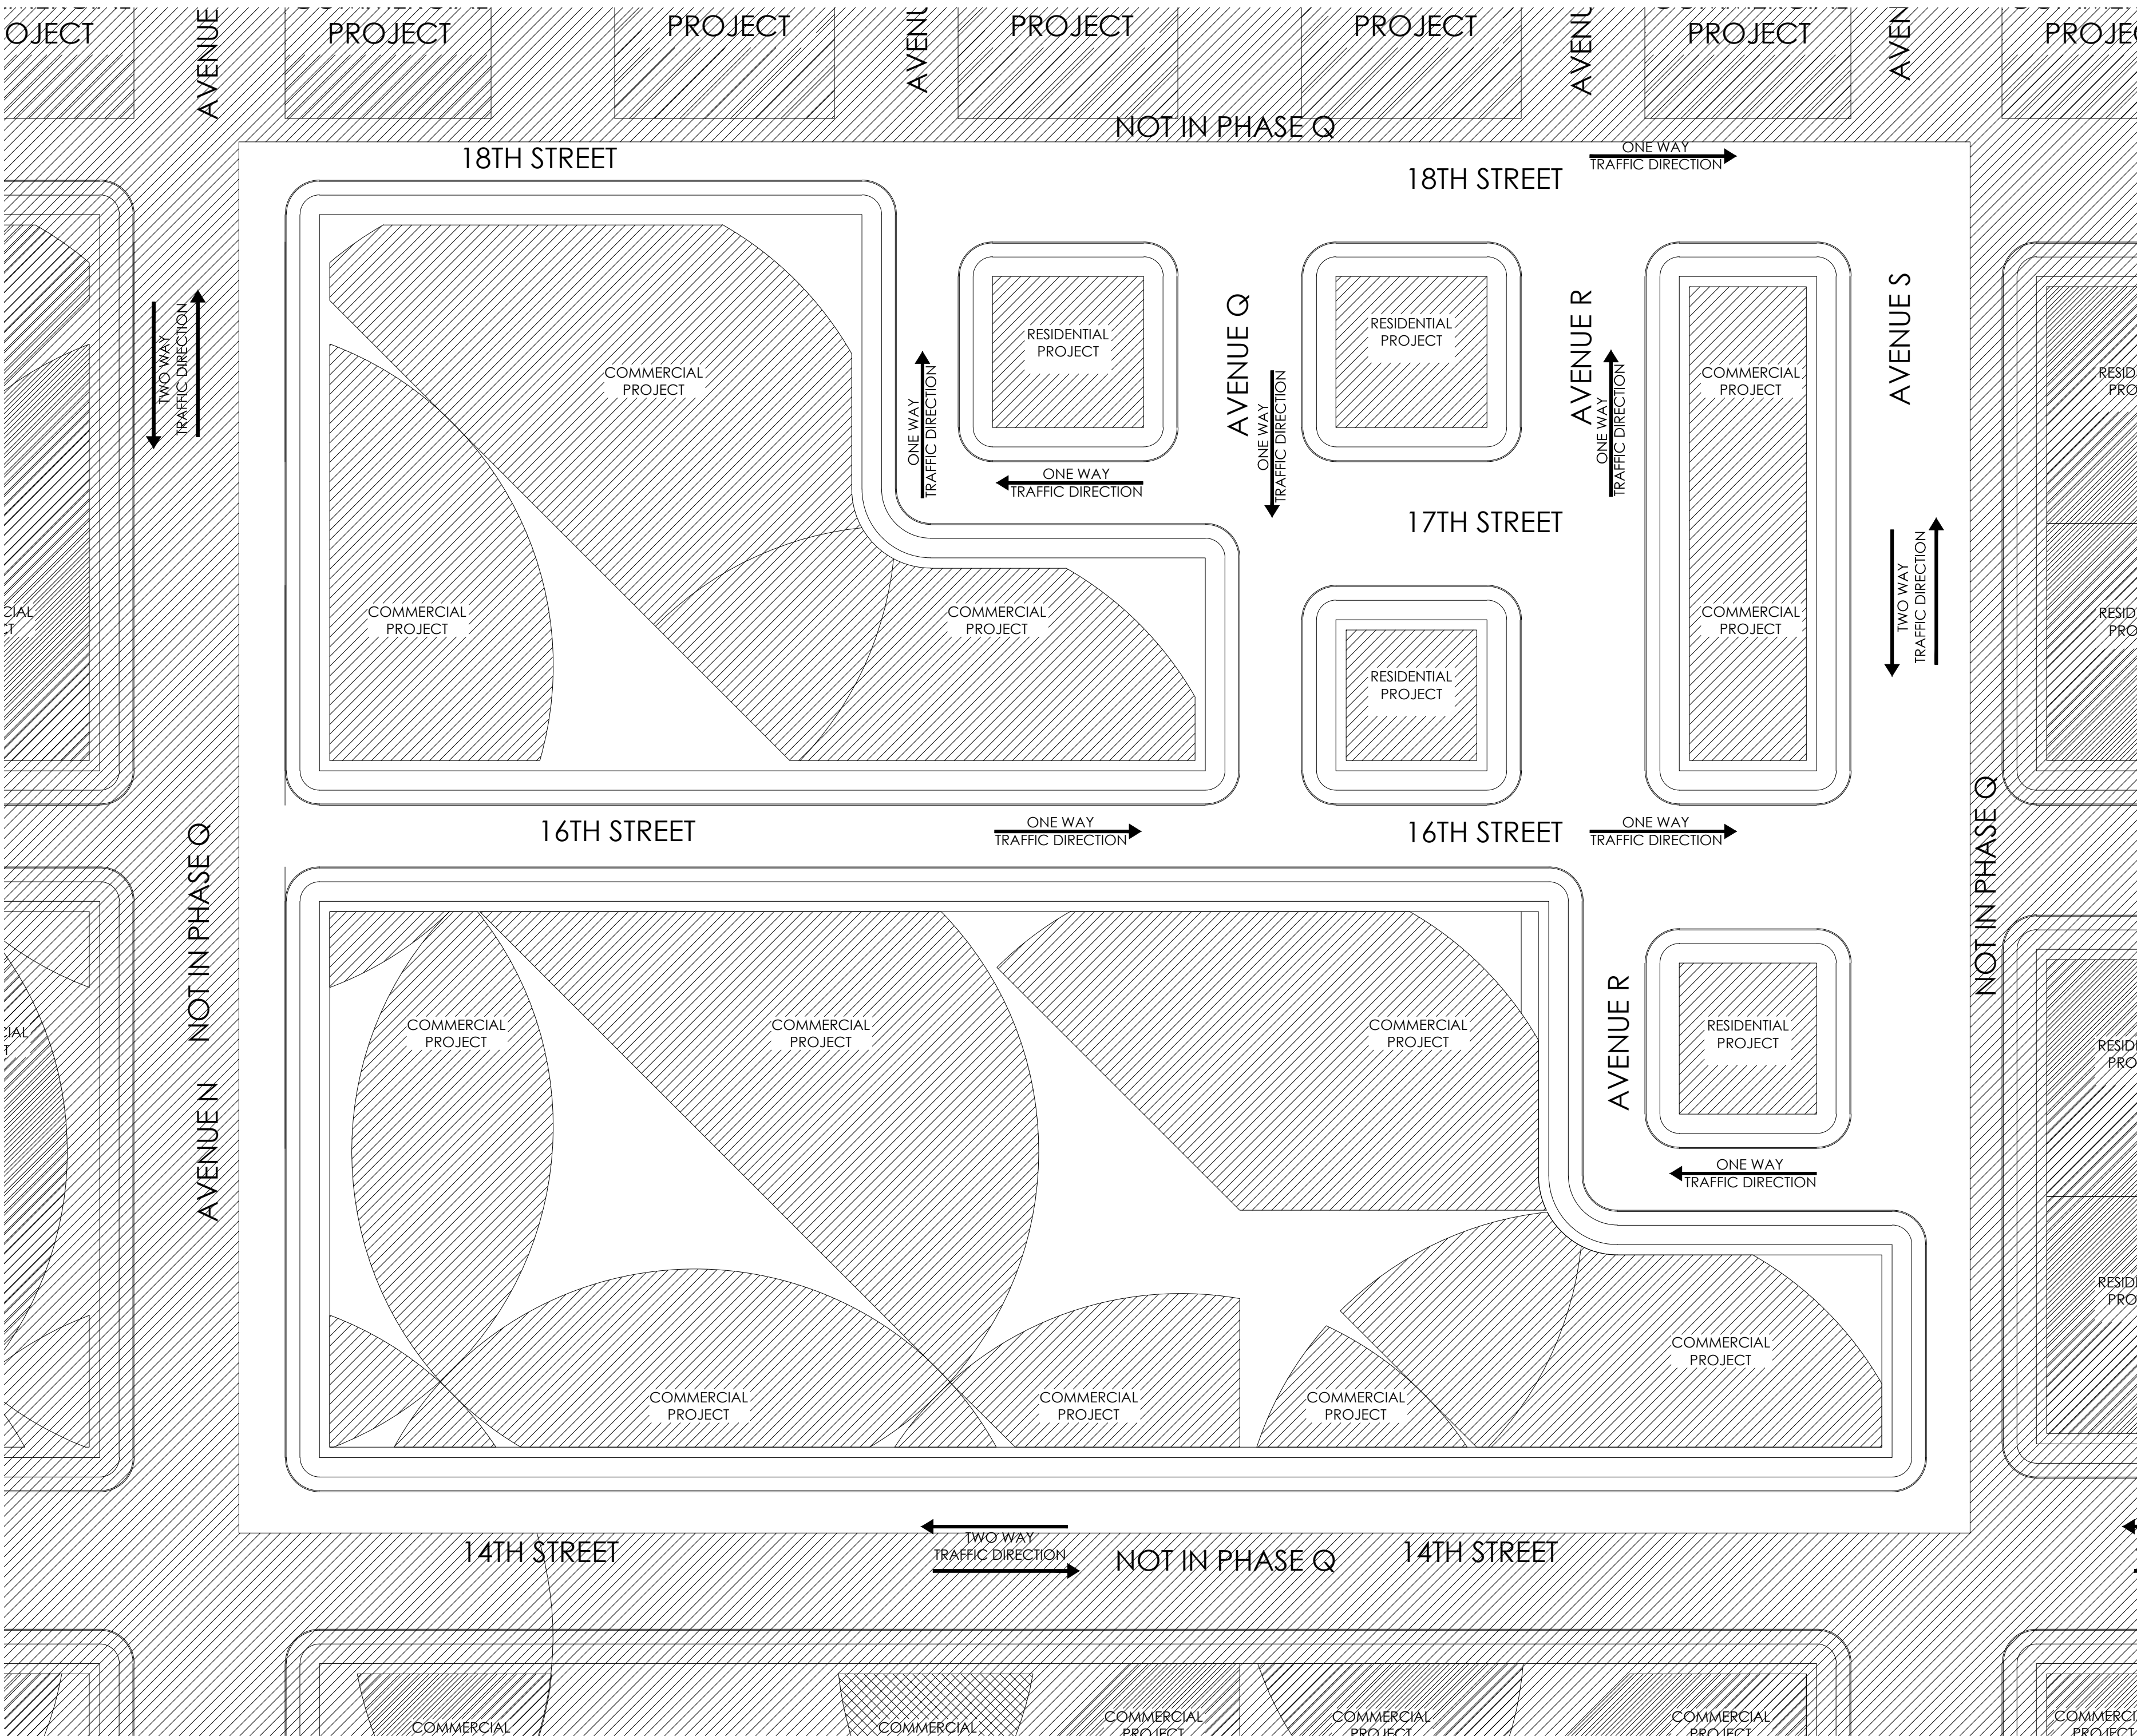 OJECT
AVENUE
PROJECT
PROJECT
PROJECT
PROJECT
PROJECT
NOT IN PHASE Q
18TH STREET
18TH STREET
ONE WAY
TRAFFIC DIRECTION
TWO WAY
TRAFFIC DIRECTION
COMMERCIAL
PROJECT
ONE WAY
TRAFFIC DIRECTION
RESIDENTIAL
PROJECT
ONE WAY
TRAFFIC DIRECTION
AVENUE Q
ONE WAY
TRAFFIC DIRECTION
RESIDENTIAL
PROJECT
AVENUE R
ONE WAY
TRAFFIC DIRECTION
COMMERCIAL
PROJECT
AVENUE S
17TH STREET
COMMERCIAL
PROJECT
COMMERCIAL
PROJECT
RESIDENTIAL
PROJECT
COMMERCIAL
PROJECT
TWO WAY
TRAFFIC DIRECTION
16TH STREET
ONE WAY
TRAFFIC DIRECTION
16TH STREET
ONE WAY
TRAFFIC DIRECTION
NOT IN PHASE Q
NOT IN PHASE Q
AVENUE N
COMMERCIAL
PROJECT
COMMERCIAL
PROJECT
COMMERCIAL
PROJECT
AVENUE R
RESIDENTIAL
PROJECT
ONE WAY
TRAFFIC DIRECTION
COMMERCIAL
PROJECT
COMMERCIAL
PROJECT
COMMERCIAL
PROJECT
COMMERCIAL
PROJECT
14TH STREET
TWO WAY
TRAFFIC DIRECTION
NOT IN PHASE Q
14TH STREET
COMMERCIAL
COMMERCIAL
COMMERCIAL
PROJECT
COMMERCIAL
PROJECT
COMMERCIAL
PROJECT